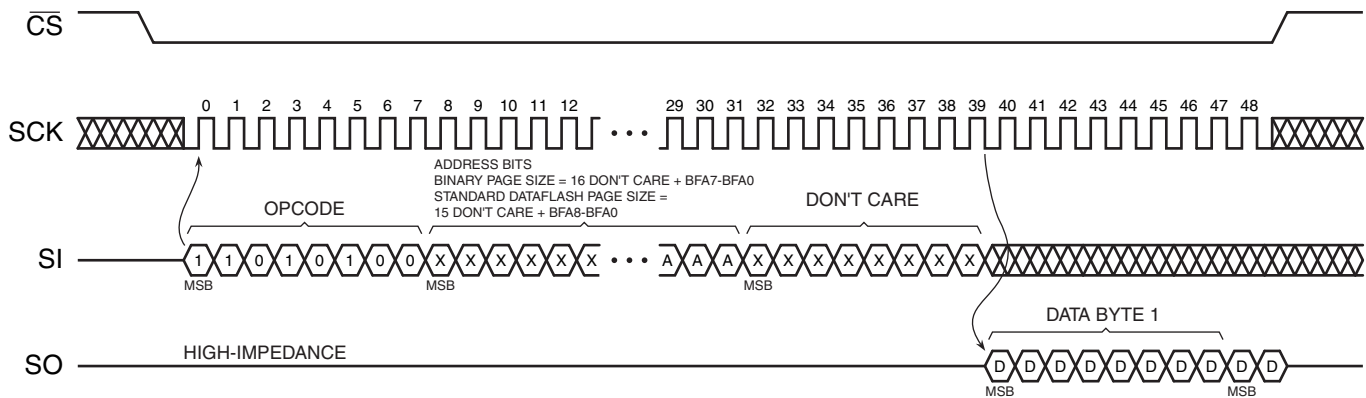 CS
SCK
0 1 2 3 4 5 6 7 8 9 10 11 12 • • • 29 30 31 32 33 34 35 36 37 38 39 40 41 42 43 44 45 46 47 48
ADDRESS BITS
BINARY PAGE SIZE = 16 DON'T CARE + BFA7-BFA0
STANDARD DATAFLASH PAGE SIZE =
15 DON'T CARE + BFA8-BFA0
OPCODE
DON'T CARE
SI
1 1 0 1 0 1 0 0 X X X X X X • • • A A A X X X X X X X X
MSB MSB MSB
DATA BYTE 1
SO
HIGH-IMPEDANCE
D D D D D D D D D D
MSB MSB